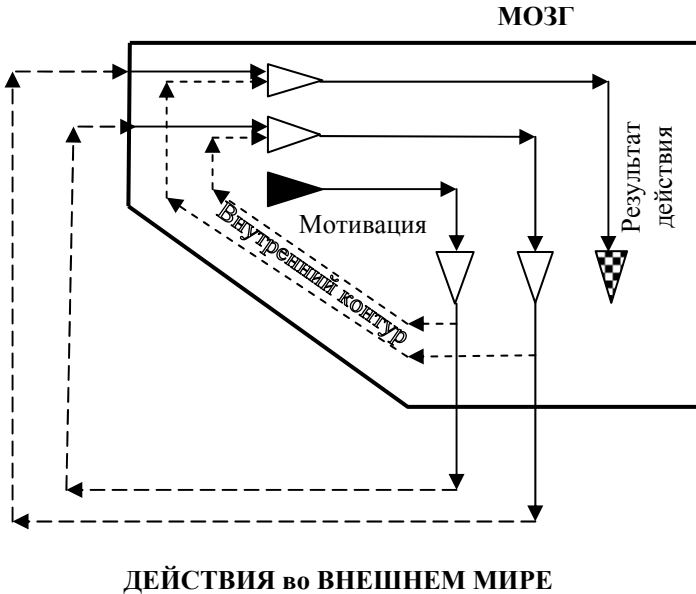 МОЗГ
Результат
действия
Мотивация
Внутренний контур
ДЕЙСТВИЯ во ВНЕШНЕМ МИРЕ